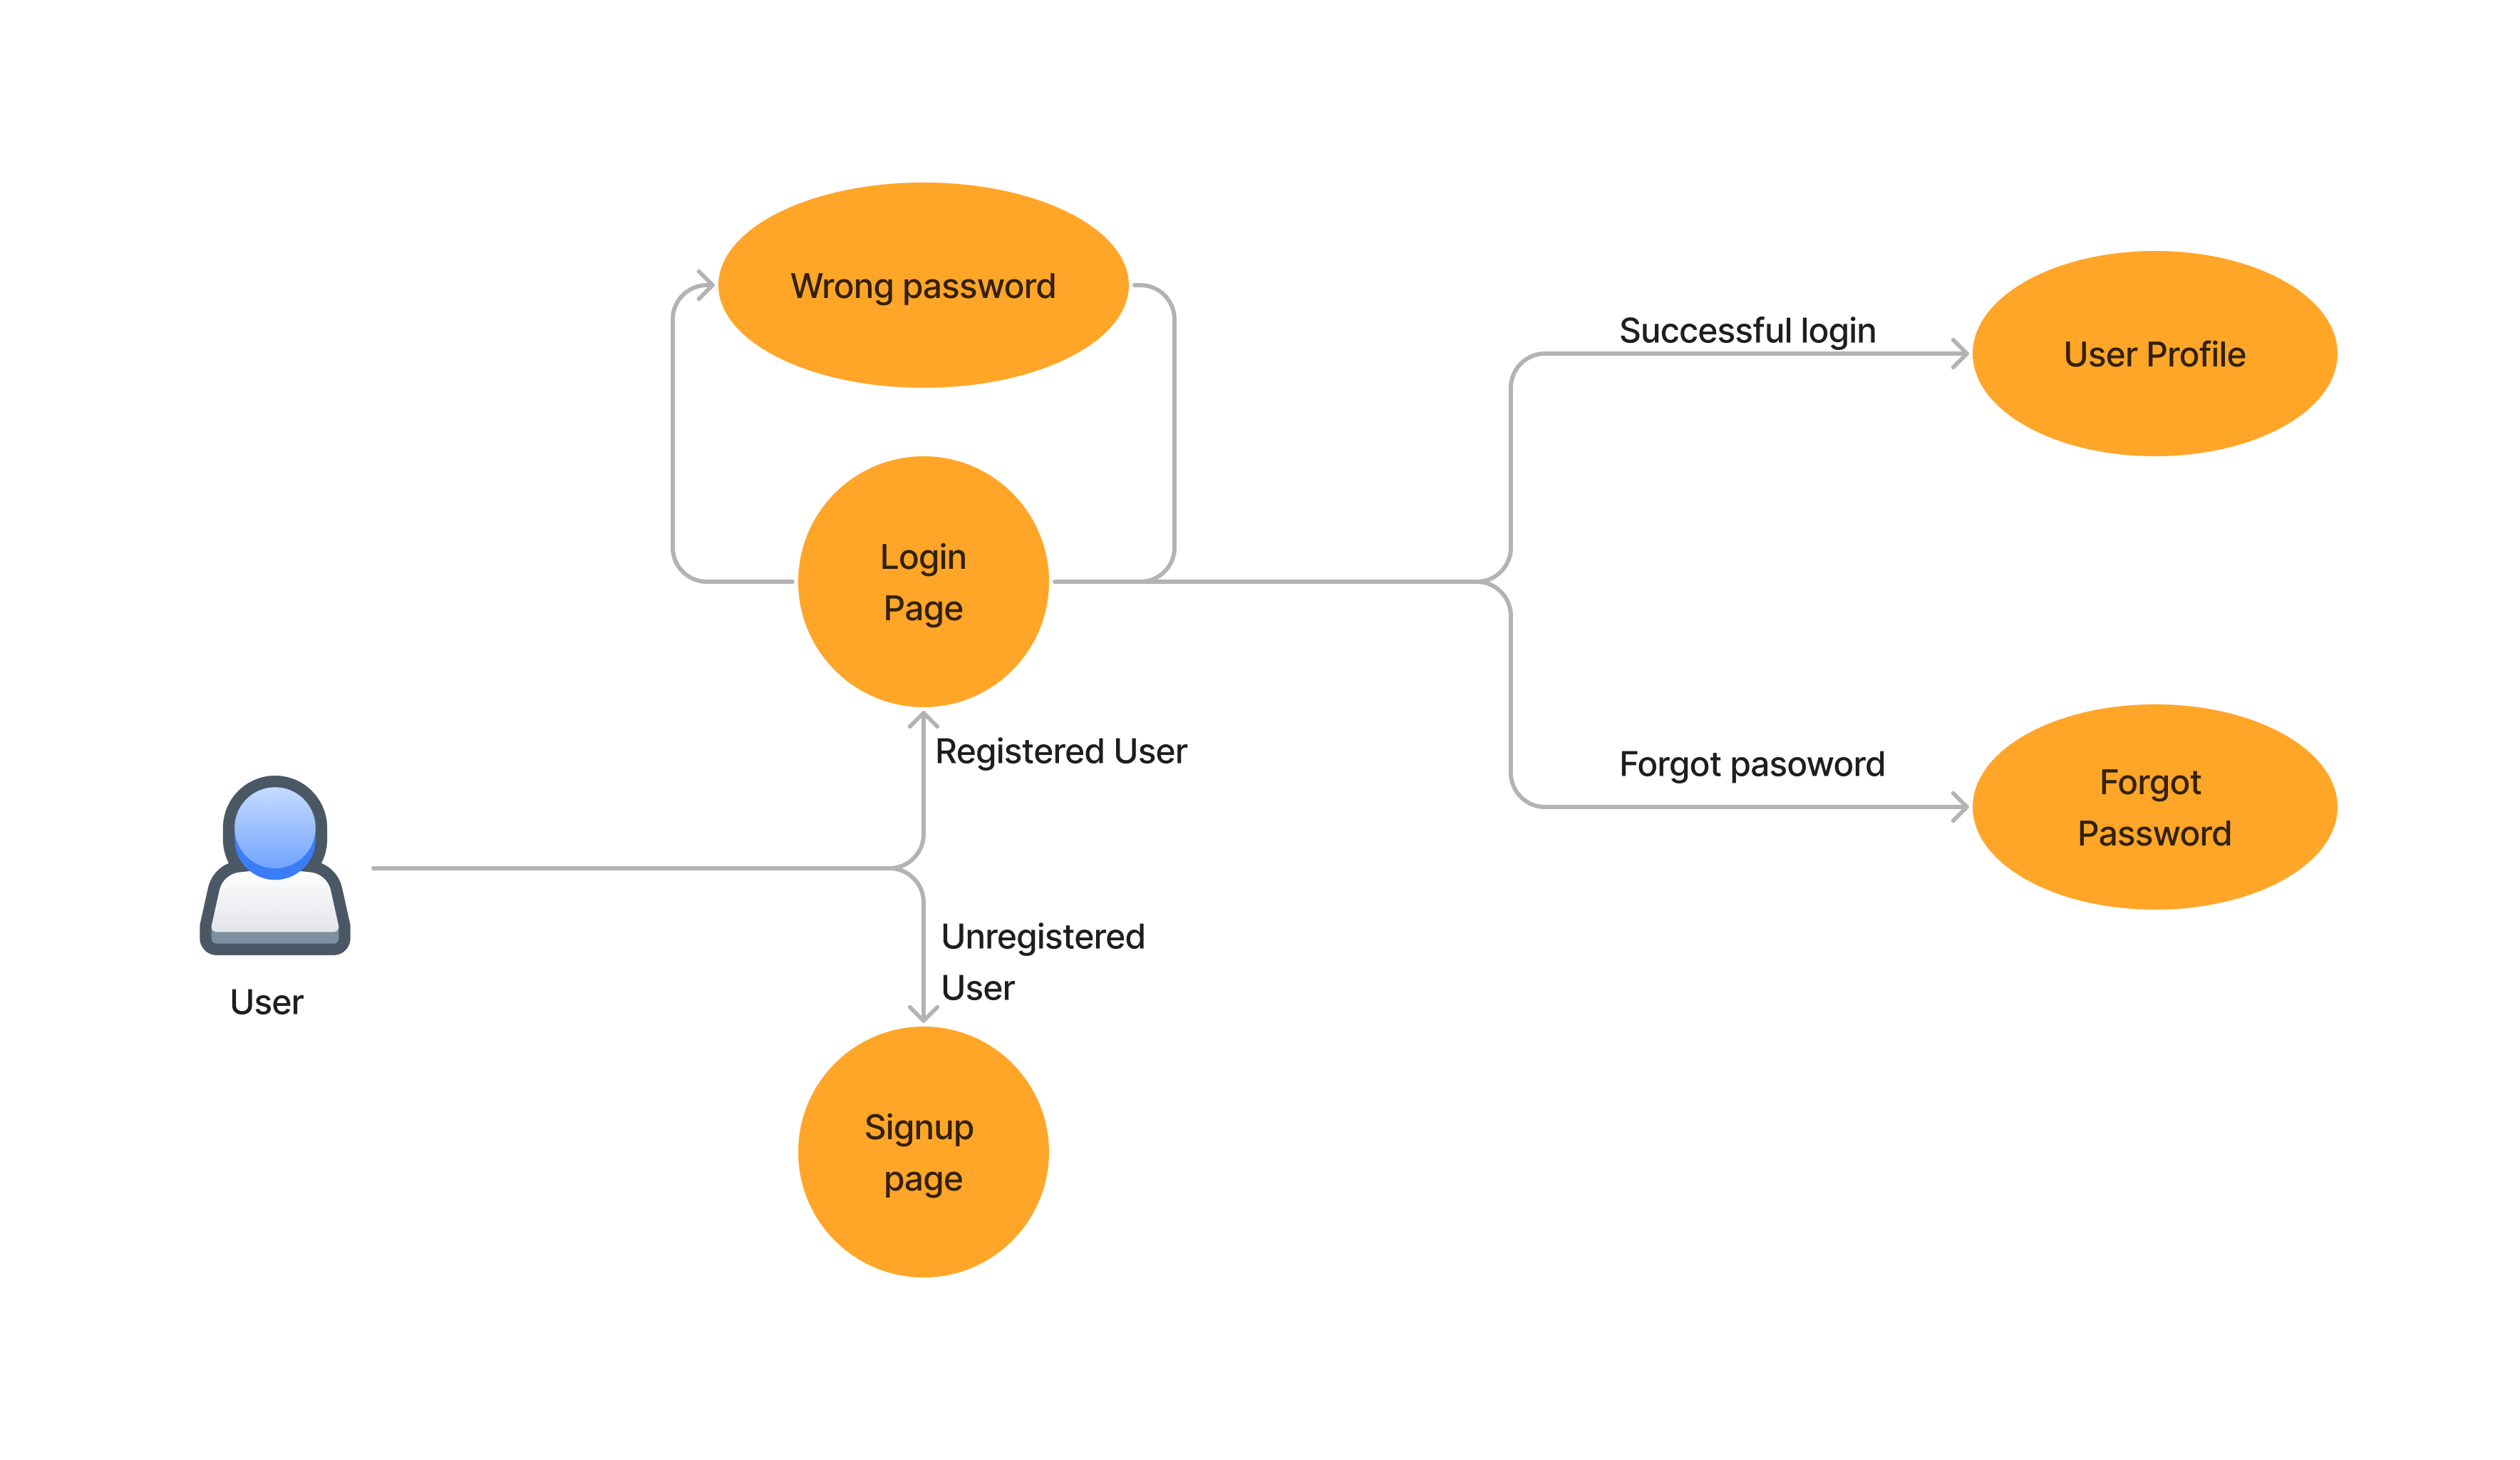 Wrong password
Successful login
User Profile
Login
Page
Registered User
Forgot pasoword
Forgot
Password
Unregistered
User
User
Signup
page